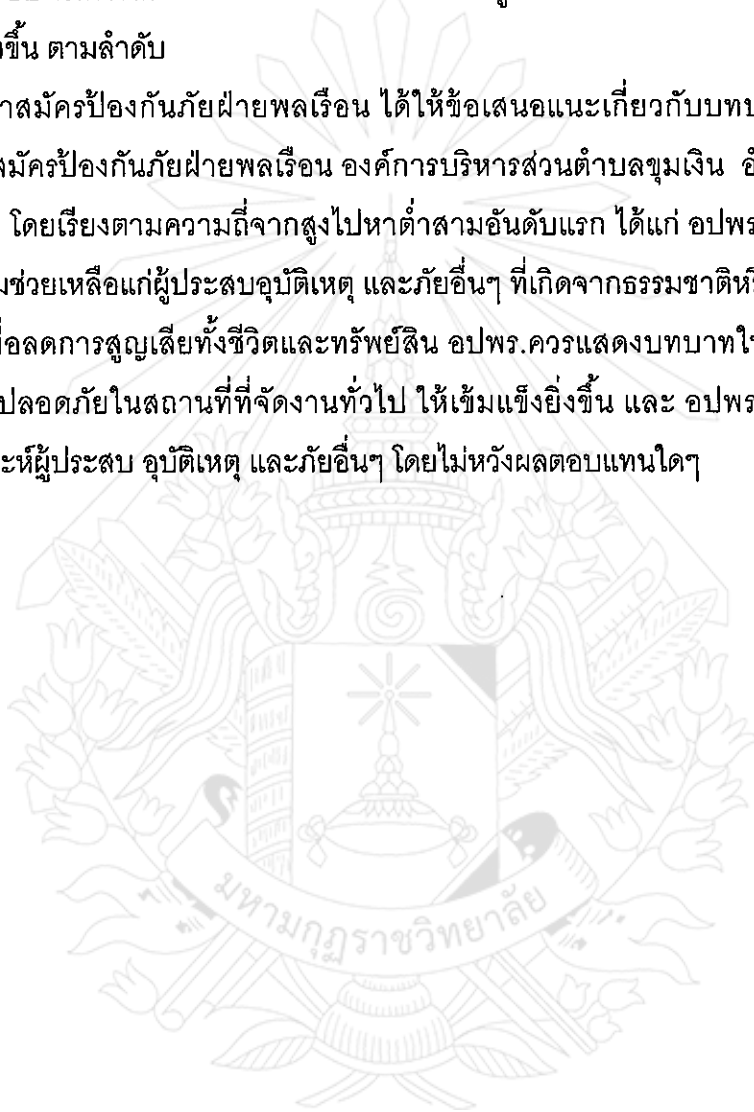 ขึ้น ตามลำดับ
าสมัครป้องกันภัยฝ่ายพลเรือน ได้ให้ข้อเสนอแนะเกี่ยวกับบทบ
สมัครป้องกันภัยฝ่ายพลเรือน องค์การบริหารส่วนตำบลขุมเงิน อำ
โดยเรียงตามความถี่จากสูงไปหาต่ำสามอันดับแรก ได้แก่ อปพร
มช่วยเหลือแก่ผู้ประสบอุบัติเหตุ และภัยอื่นๆ ที่เกิดจากธรรมชาติหรื
พื่อลดการสูญเสียทั้งชีวิตและทรัพย์สิน อปพร.ควรแสดงบทบาทใ
ปลอดภัยในสถานที่ที่จัดงานทั่วไป ให้เข้มแข็งยิ่งขึ้น และ อปพร
ะห์ผู้ประสบ อุบัติเหตุ และภัยอื่นๆ โดยไม่หวังผลตอบแทนใดๆ
มหามกุฏราชวิทยาลัย